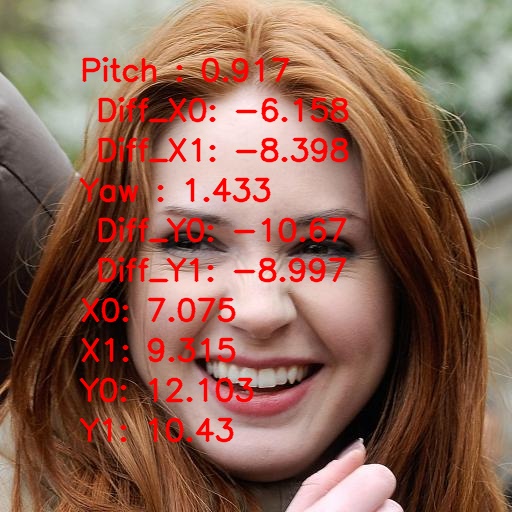 Pitch : 0.917
Diff_X0: -6.158
Diff_X1: -8.398
Yaw : 1.433
Diff_Y0: -10.67
Diff_Y1: -8.997
X0: 7.075
X1: 9.315
Y0: 12.103
Y1: 10.43